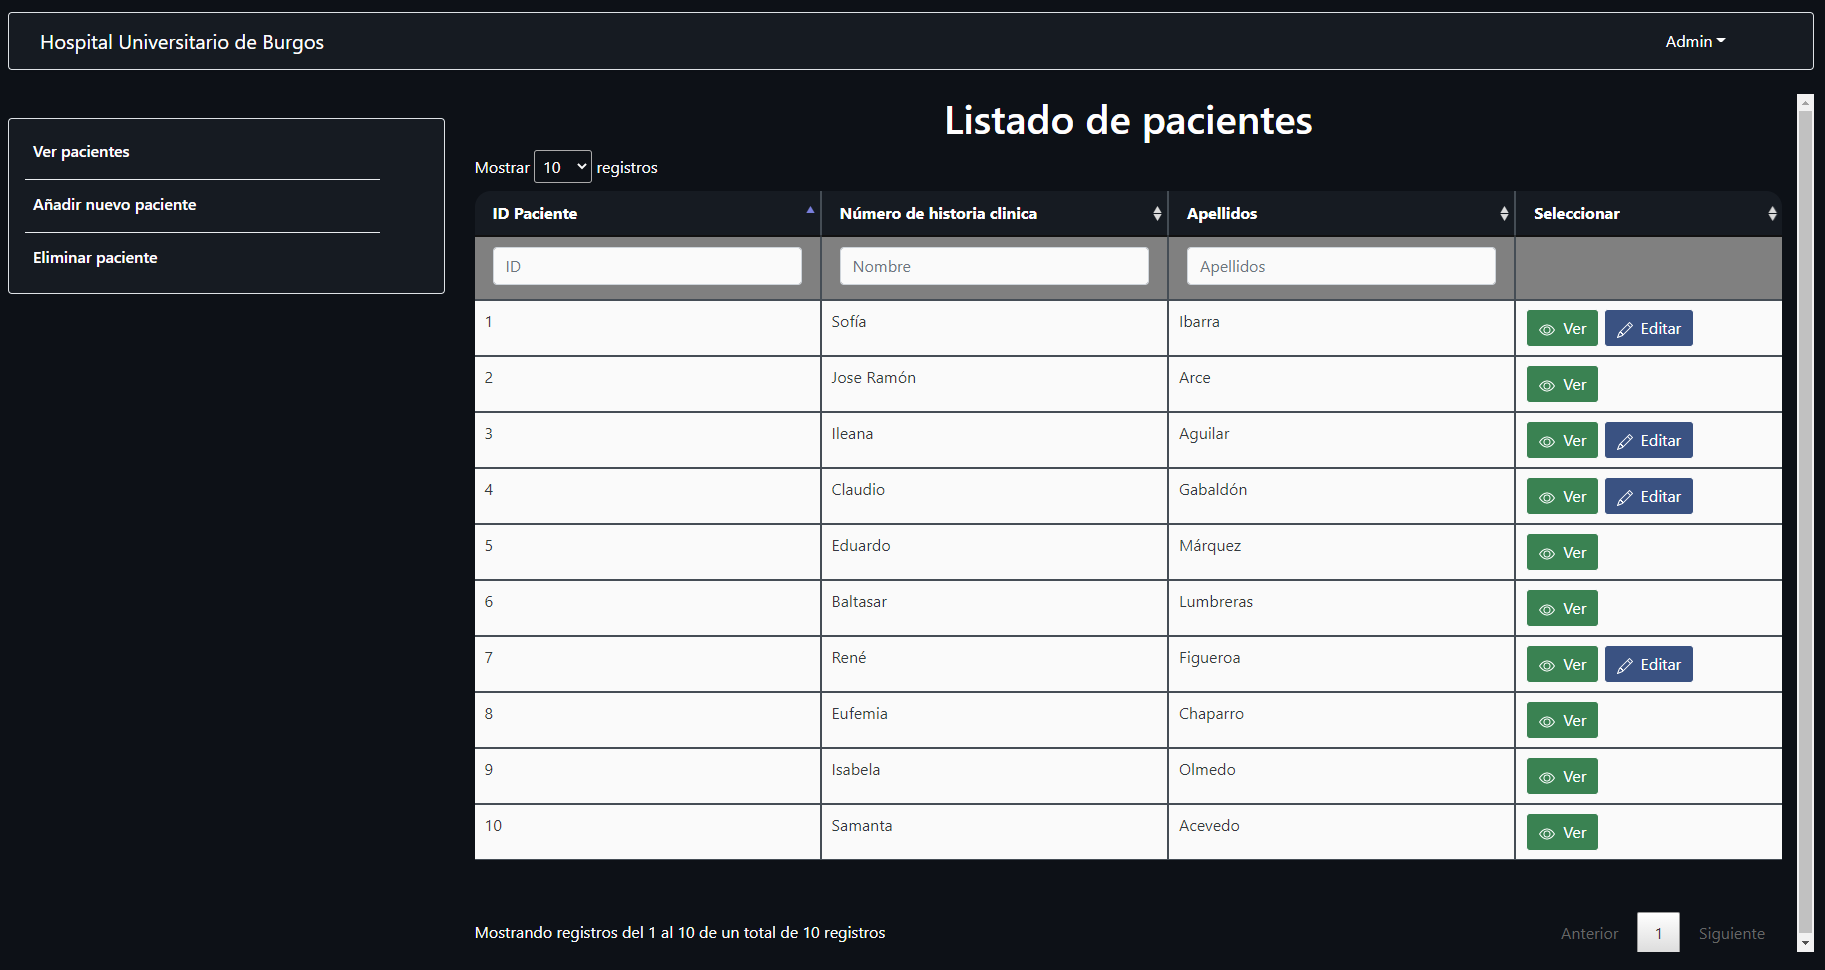 Hospital Universitario de Burgos
Admin
Ver pacientes
Añadir nuevo paciente
Eliminar paciente
Listado de pacientes
Mostrar 10 registros
ID Paciente Número de historia clinica Apellidos Seleccionar
ID Nombre Apellidos
1 Sofía Ibarra Ver Editar
2 Jose Ramón Arce Ver
3 Ileana Aguilar Ver Editar
4 Claudio Gabaldón Ver Editar
5 Eduardo Márquez Ver
6 Baltasar Lumbreras Ver
7 René Figueroa Ver Editar
8 Eufemia Chaparro Ver
9 Isabela Olmedo Ver
10 Samanta Acevedo Ver
Mostrando registros del 1 al 10 de un total de 10 registros
Anterior 1 Siguiente